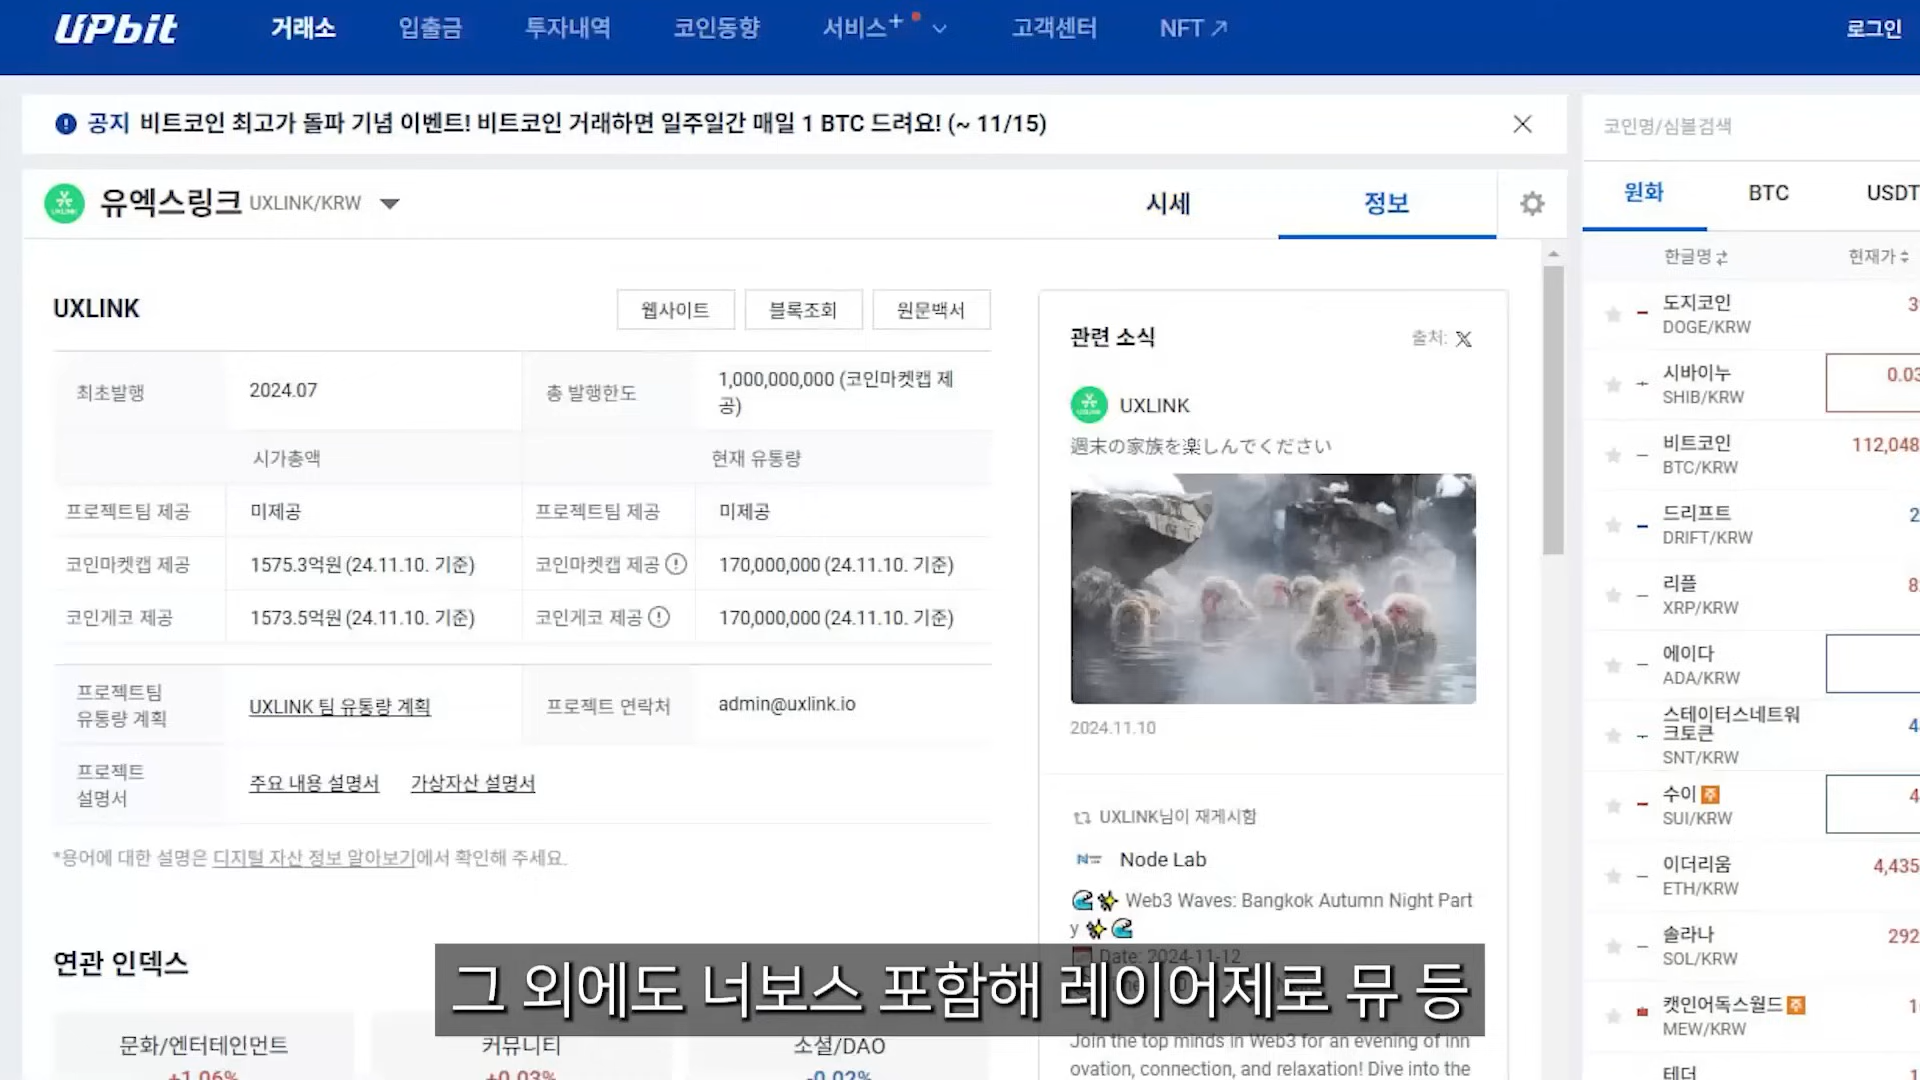 UPbit
거래소 입출금 투자내역 코인동향 서비스+ 고객센터 NFT 로그인
공지 비트코인 최고가 돌파 기념 이벤트! 비트코인 거래하면 일주일간 매일 1 BTC 드려요! (~ 11/15)
유엑스링크 UXLINK/KRW
시세 정보
UXLINK
웹사이트 블록조회 원문백서
최초발행 2024.07 총 발행한도 1,000,000,000 (코인마켓캡 제
공)
시가총액 현재 유통량
프로젝트팀 제공 미제공 프로젝트팀 제공 미제공
코인마켓캡 제공 1575.3억원 (24.11.10. 기준) 코인마켓캡 제공 170,000,000 (24.11.10. 기준)
코인게코 제공 1573.5억원 (24.11.10. 기준) 코인게코 제공 170,000,000 (24.11.10. 기준)
프로젝트팀
유통량 계획
UXLINK 팀 유통량 계획
프로젝트 연락처 admin@uxlink.io
프로젝트
설명서
주요 내용 설명서 가상자산 설명서
*용어에 대한 설명은 디지털 자산 정보 알아보기에서 확인해 주세요.
연관 인덱스
문화/엔터테인먼트 커뮤니티 소셜/DAO
+1.06% +0.03% -0.02%
관련 소식 출처: X
UXLINK
週末の家族を楽しんでください
2024.11.10
UXLINK님이 재게시함
Node Lab
Web3 Waves: Bangkok Autumn Night Part
y
Date: 2024-11-12
Join the top minds in Web3 for an evening of inn
ovation, connection, and relaxation! Dive into the
그 외에도 너보스 포함해 레이어제로 뮤 등
코인명/심볼검색
원화 BTC USDT
한글명 현재가
도지코인
DOGE/KRW
시바이누 0.03
SHIB/KRW
비트코인 112,048
BTC/KRW
드리프트 2
DRIFT/KRW
리플 8
XRP/KRW
에이다
ADA/KRW
스테이터스네트워
크토큰
SNT/KRW
수이 주 4
SUI/KRW
이더리움 4,435
ETH/KRW
솔라나 292
SOL/KRW
캣인어독스월드 주
MEW/KRW
테더